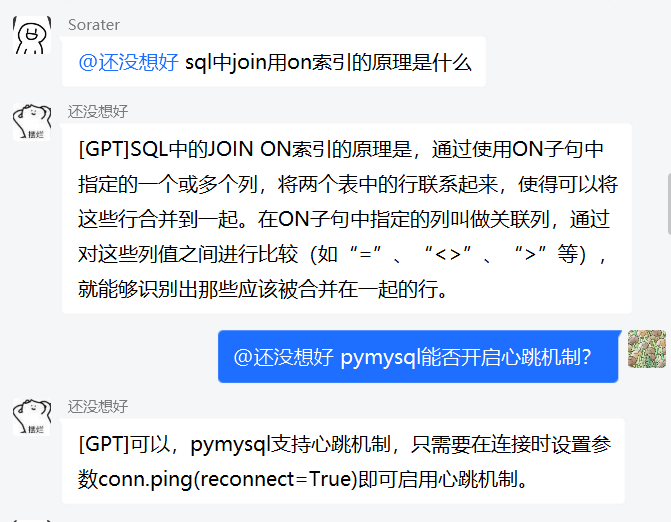 Sorater
@还没想好 sql中join用on索引的原理是什么
还没想好
[GPT]SQL中的JOIN ON索引的原理是，通过使用ON子句中
指定的一个或多个列，将两个表中的行联系起来，使得可以将
这些行合并到一起。在ON子句中指定的列叫做关联列，通过
对这些列值之间进行比较（如“=”、“<>”、“>”等），
就能够识别出那些应该被合并在一起的行。
@还没想好 pymysql能否开启心跳机制？
还没想好
[GPT]可以，pymysql支持心跳机制，只需要在连接时设置参
数conn.ping(reconnect=True)即可启用心跳机制。
摆烂
摆烂